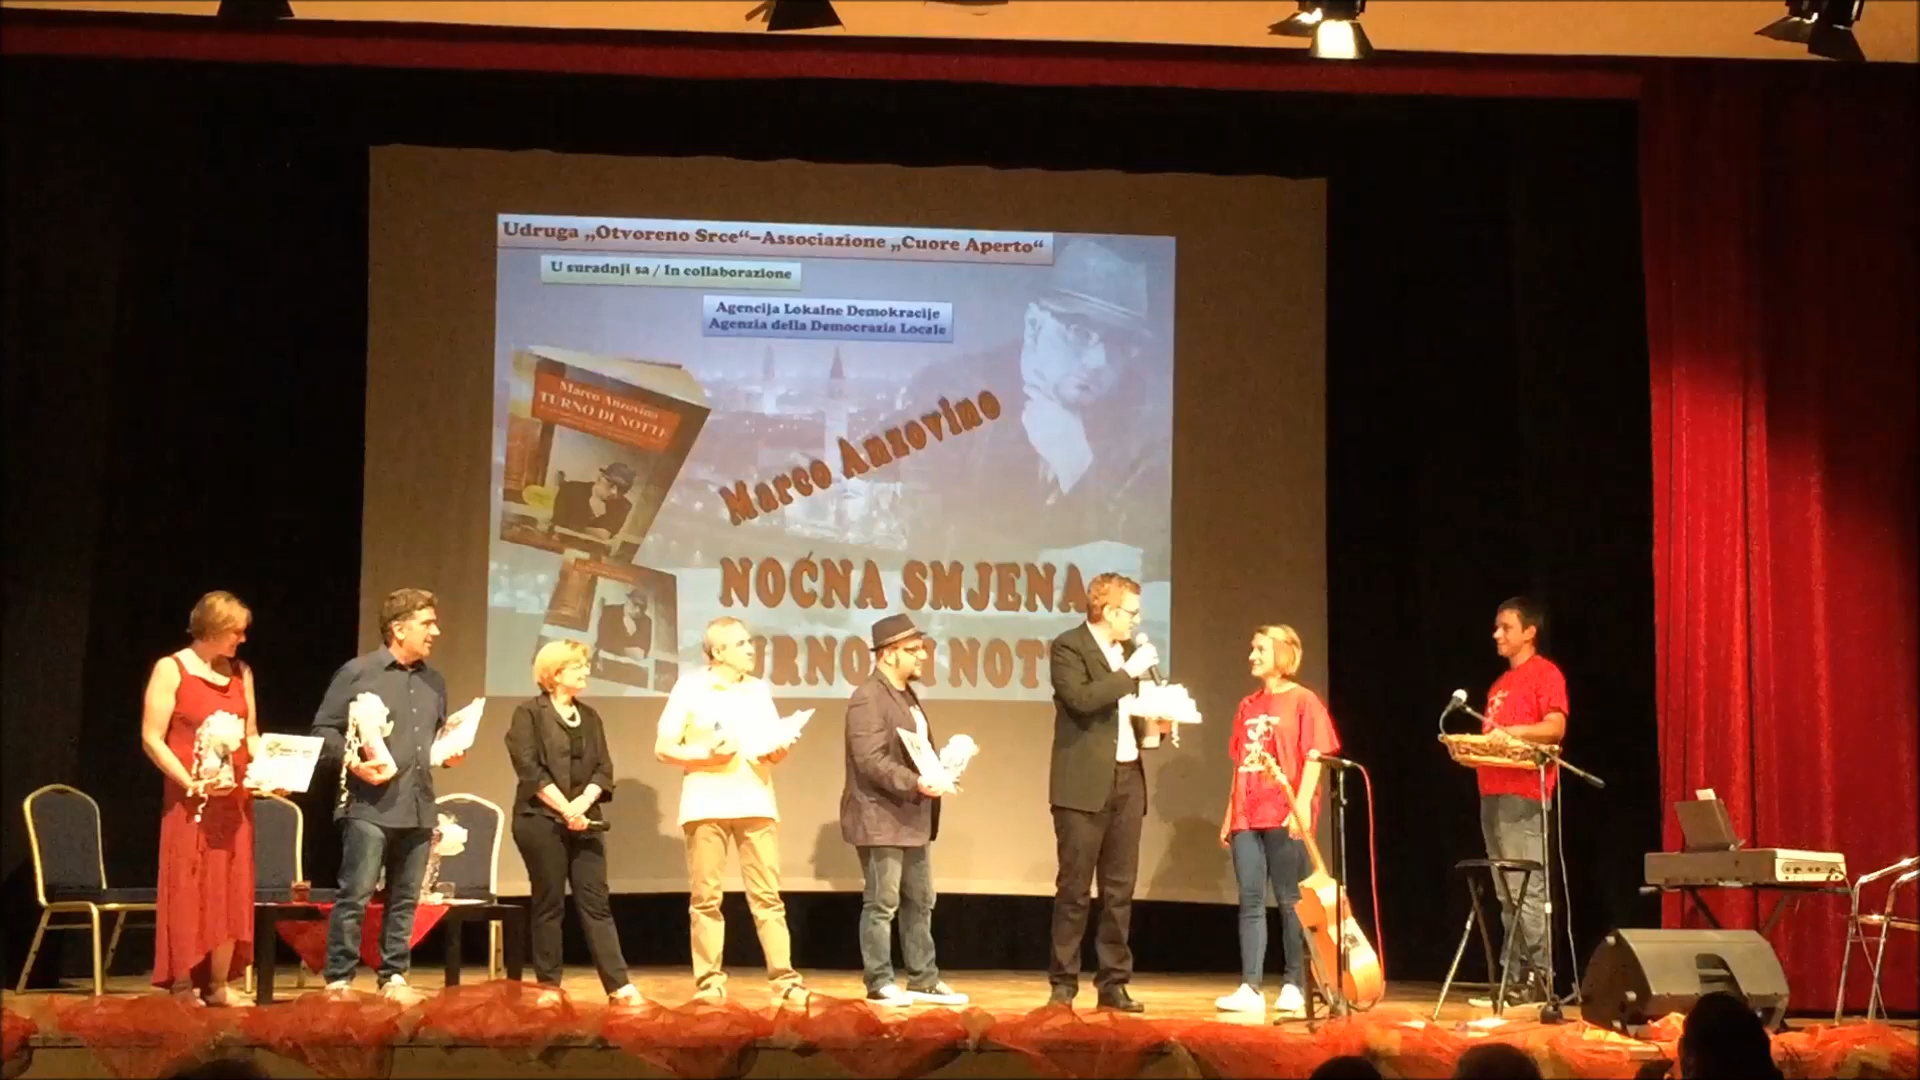 Udruga „Otvoreno Srce“–Associazione „Cuore Aperto“
U suradnji sa / In collaborazione
Agencija Lokalne Demokracije
Agenzia della Democrazia Locale
Marco Anzovino
TURNO DI NOTTE
Marco Anzovino
NOĆNA SMJENA